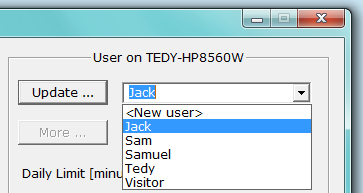 User on TEDY-HP8560W
Update ...
Jack
<New user>
Jack
More ...
Sam
Samuel
Tedy
Daily Limit [minu
Visitor